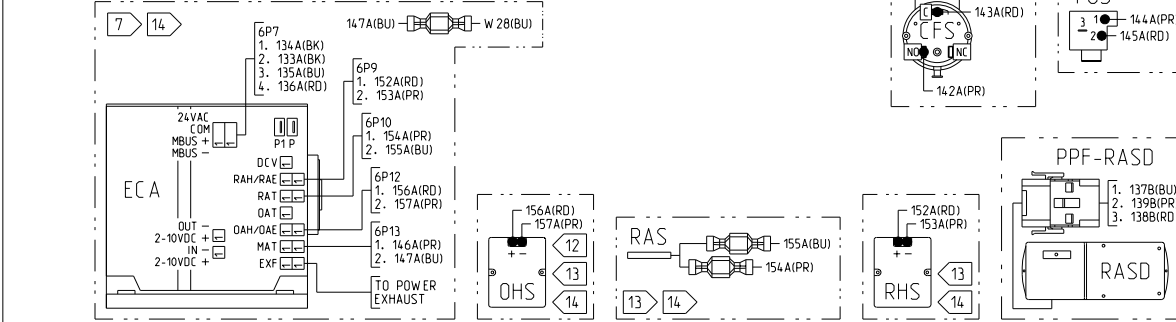 7
14
147A(BU)
W 28(BU)
6P7
1. 134A(BK)
2. 133A(BK)
3. 135A(BU)
4. 136A(RD)
6P9
1. 152A(RD)
2. 153A(PR)
6P10
1. 154A(PR)
2. 155A(BU)
6P12
1. 156A(RD)
2. 157A(PR)
6P13
1. 146A(PR)
2. 147A(BU)
TO POWER
EXHAUST
ECA
24VAC
COM
MBUS +
MBUS -
P1 P
DCV
RAH/RAE
RAT
OAT
OAH/OAE
MAT
EXF
OUT -
2-10VDC +
IN -
2-10VDC +
156A(RD)
157A(PR)
+ -
OHS
12
13
14
RAS
155A(BU)
154A(PR)
13
14
152A(RD)
153A(PR)
+ -
RHS
13
14
C
143A(RD)
CFS
NO
NC
142A(PR)
3
1
144A(PR
2
145A(RD)
PPF-RASD
1. 137B(BU)
2. 139B(PR
3. 138B(RD
RASD